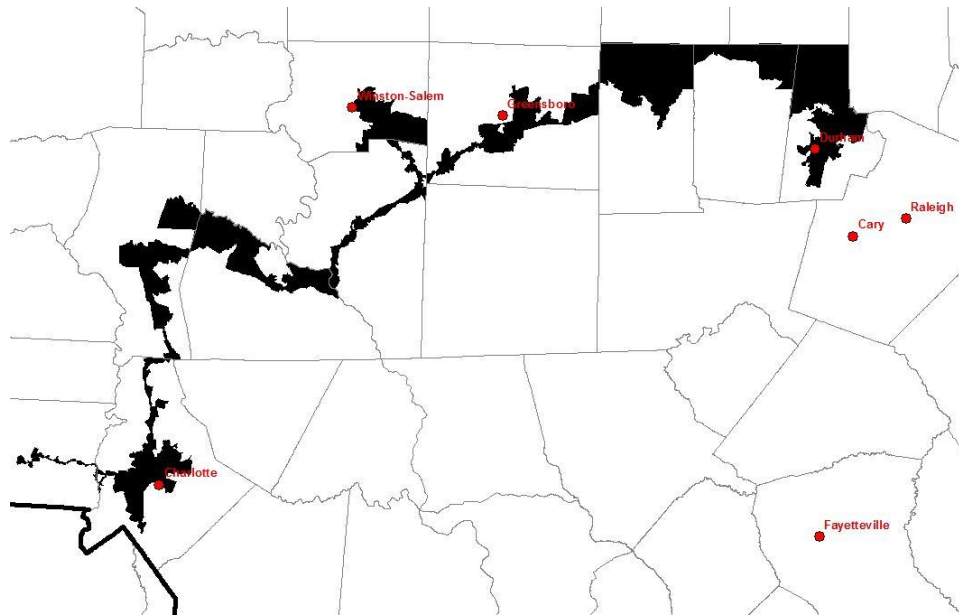 Winston-Salem
Greensboro
Durham
Raleigh
Cary
Charlotte
Fayetteville